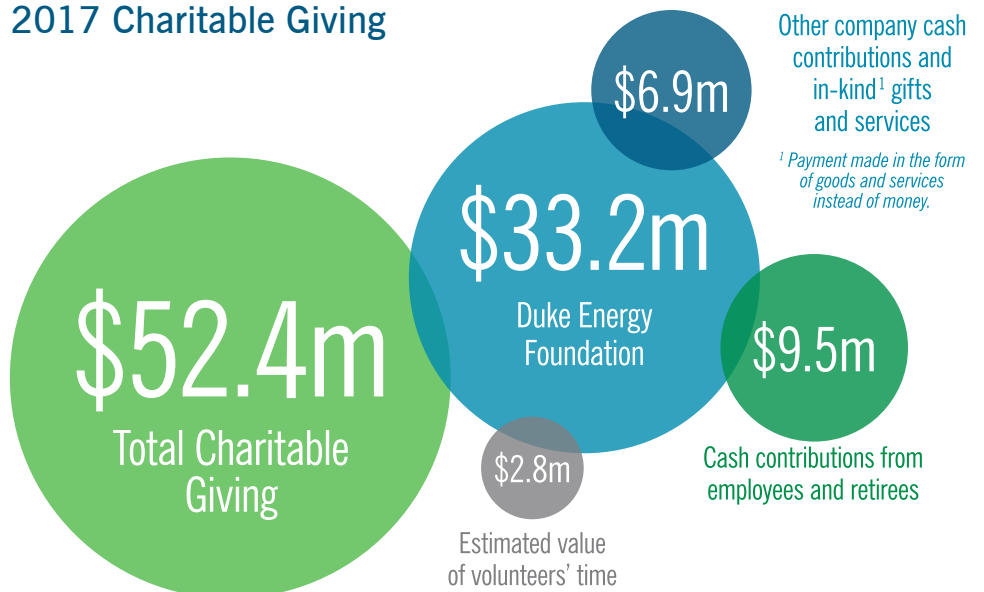 2017 Charitable Giving
$52.4m
Total Charitable
Giving
$33.2m
Duke Energy
Foundation
$6.9m
Other company cash
contributions and
in-kind¹ gifts
and services
¹ Payment made in the form
of goods and services
instead of money.
$9.5m
Cash contributions from
employees and retirees
$2.8m
Estimated value
of volunteers’ time